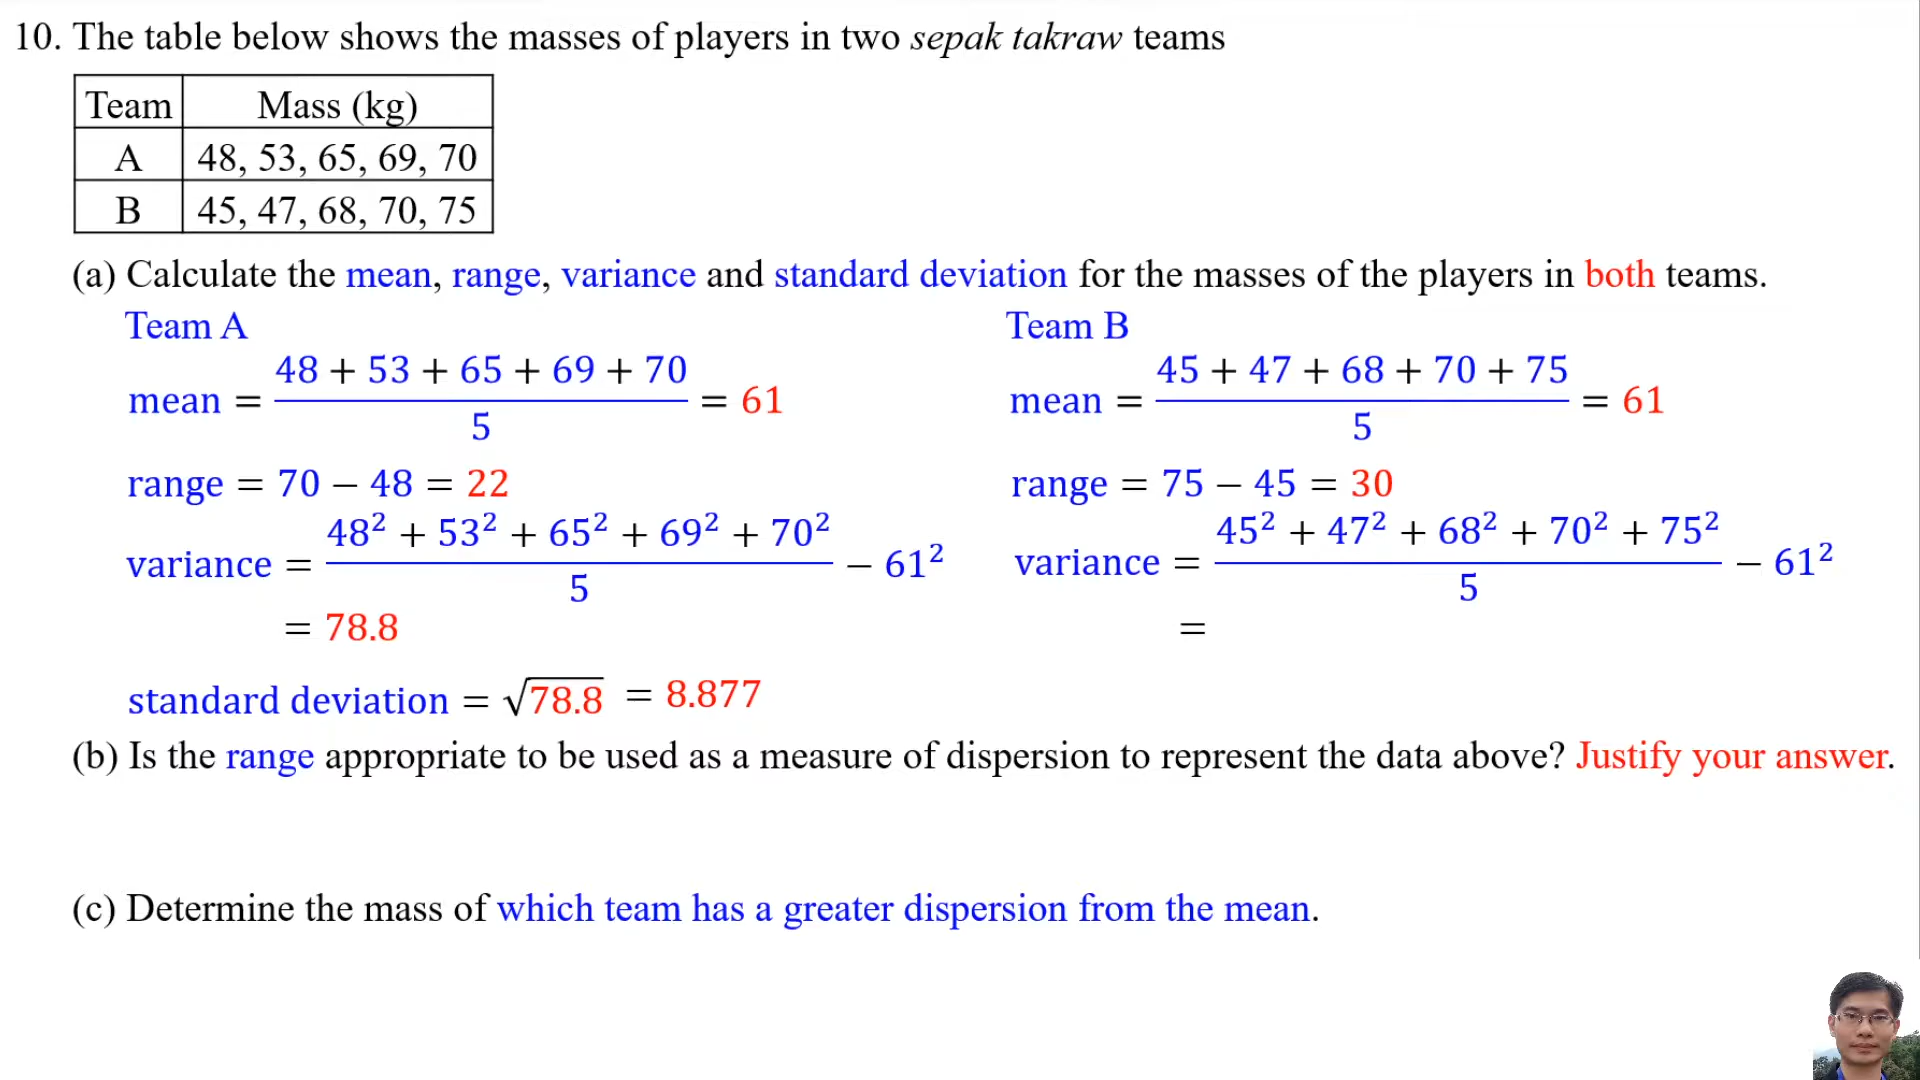 10. The table below shows the masses of players in two sepak takraw teams
Team Mass (kg)
A 48, 53, 65, 69, 70
B 45, 47, 68, 70, 75
(a) Calculate the mean, range, variance and standard deviation for the masses of the players in both teams.
Team A
mean = (48 + 53 + 65 + 69 + 70)/5 = 61
range = 70 − 48 = 22
variance = (48² + 53² + 65² + 69² + 70²)/5 − 61²
= 78.8
standard deviation = √78.8 = 8.877
Team B
mean = (45 + 47 + 68 + 70 + 75)/5 = 61
range = 75 − 45 = 30
variance = (45² + 47² + 68² + 70² + 75²)/5 − 61²
=
(b) Is the range appropriate to be used as a measure of dispersion to represent the data above? Justify your answer.
(c) Determine the mass of which team has a greater dispersion from the mean.